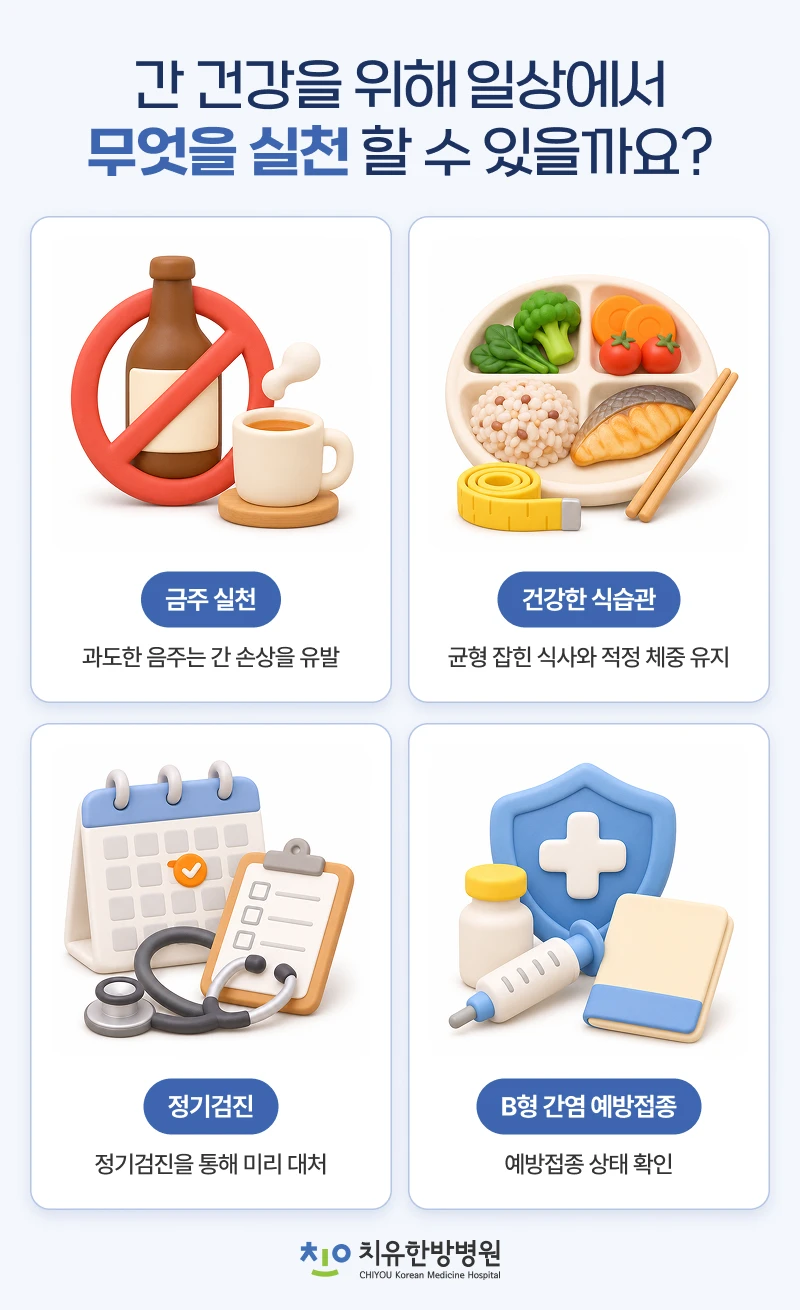 간 건강을 위해 일상에서
무엇을 실천 할 수 있을까요?
금주 실천
과도한 음주는 간 손상을 유발
건강한 식습관
균형 잡힌 식사와 적정 체중 유지
정기검진
정기검진을 통해 미리 대처
B형 간염 예방접종
예방접종 상태 확인
치유한방병원
CHIYOU Korean Medicine Hospital